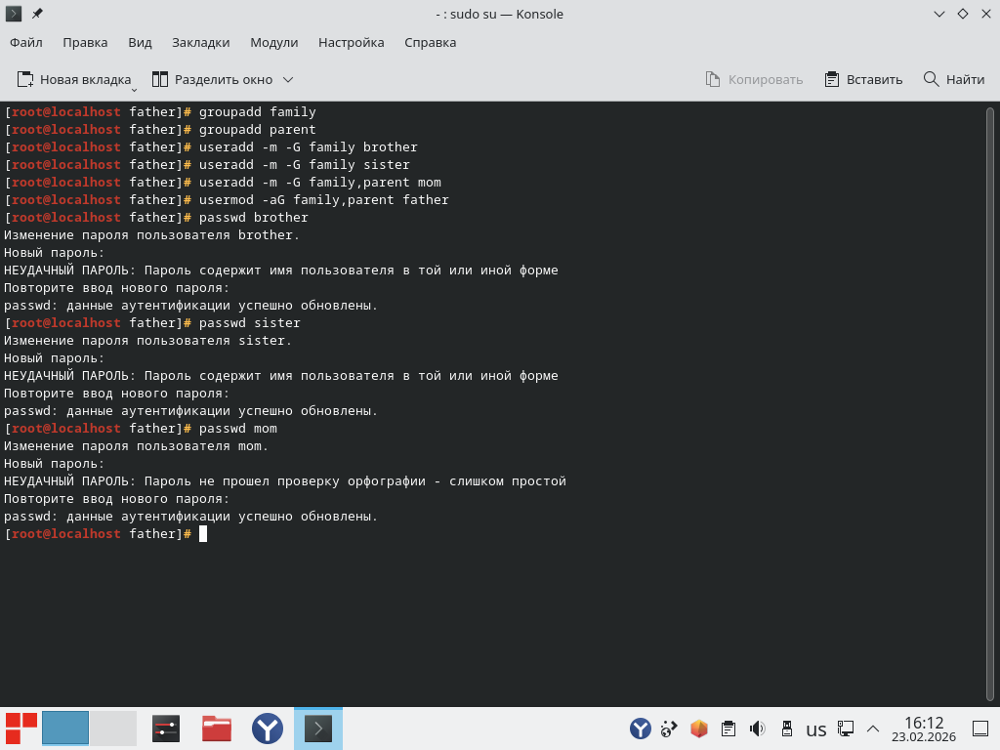 - : sudo su — Konsole
Файл Правка Вид Закладки Модули Настройка Справка
Новая вкладка Разделить окно Копировать Вставить Найти
[root@localhost father]# groupadd family
[root@localhost father]# groupadd parent
[root@localhost father]# useradd -m -G family brother
[root@localhost father]# useradd -m -G family sister
[root@localhost father]# useradd -m -G family,parent mom
[root@localhost father]# usermod -aG family,parent father
[root@localhost father]# passwd brother
Изменение пароля пользователя brother.
Новый пароль:
НЕУДАЧНЫЙ ПАРОЛЬ: Пароль содержит имя пользователя в той или иной форме
Повторите ввод нового пароля:
passwd: данные аутентификации успешно обновлены.
[root@localhost father]# passwd sister
Изменение пароля пользователя sister.
Новый пароль:
НЕУДАЧНЫЙ ПАРОЛЬ: Пароль содержит имя пользователя в той или иной форме
Повторите ввод нового пароля:
passwd: данные аутентификации успешно обновлены.
[root@localhost father]# passwd mom
Изменение пароля пользователя mom.
Новый пароль:
НЕУДАЧНЫЙ ПАРОЛЬ: Пароль не прошел проверку орфографии - слишком простой
Повторите ввод нового пароля:
passwd: данные аутентификации успешно обновлены.
[root@localhost father]#
us 16:12
23.02.2026